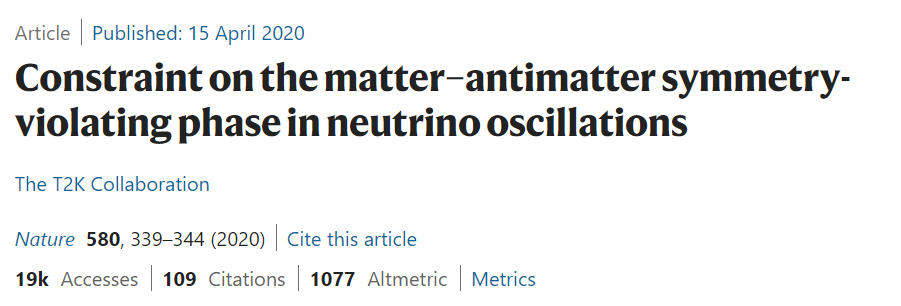 Article | Published: 15 April 2020
Constraint on the matter–antimatter symmetry-
violating phase in neutrino oscillations
The T2K Collaboration
Nature 580, 339–344 (2020) | Cite this article
19k Accesses | 109 Citations | 1077 Altmetric | Metrics